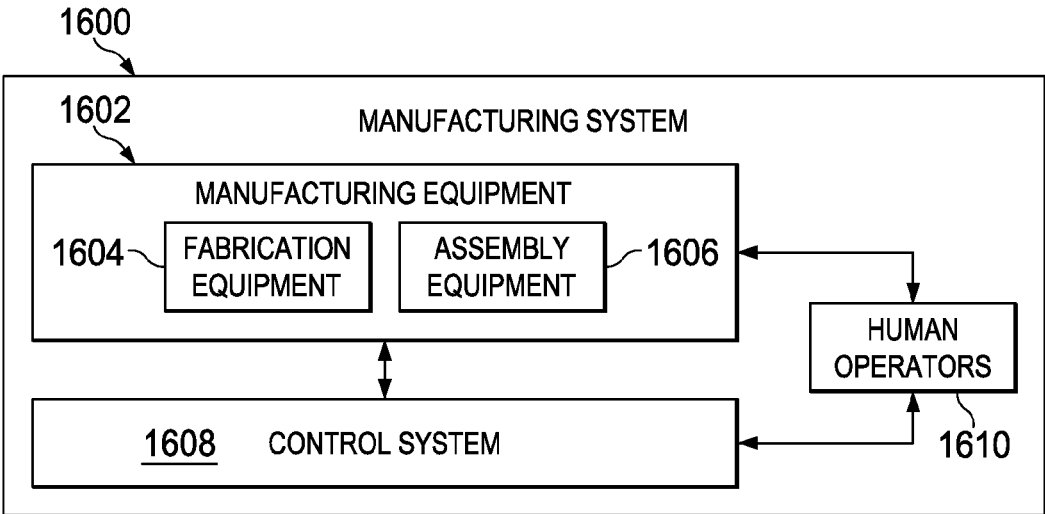 1600
1602
MANUFACTURING SYSTEM
MANUFACTURING EQUIPMENT
1604
FABRICATION
EQUIPMENT
ASSEMBLY
EQUIPMENT
1606
HUMAN
OPERATORS
1608 CONTROL SYSTEM
1610